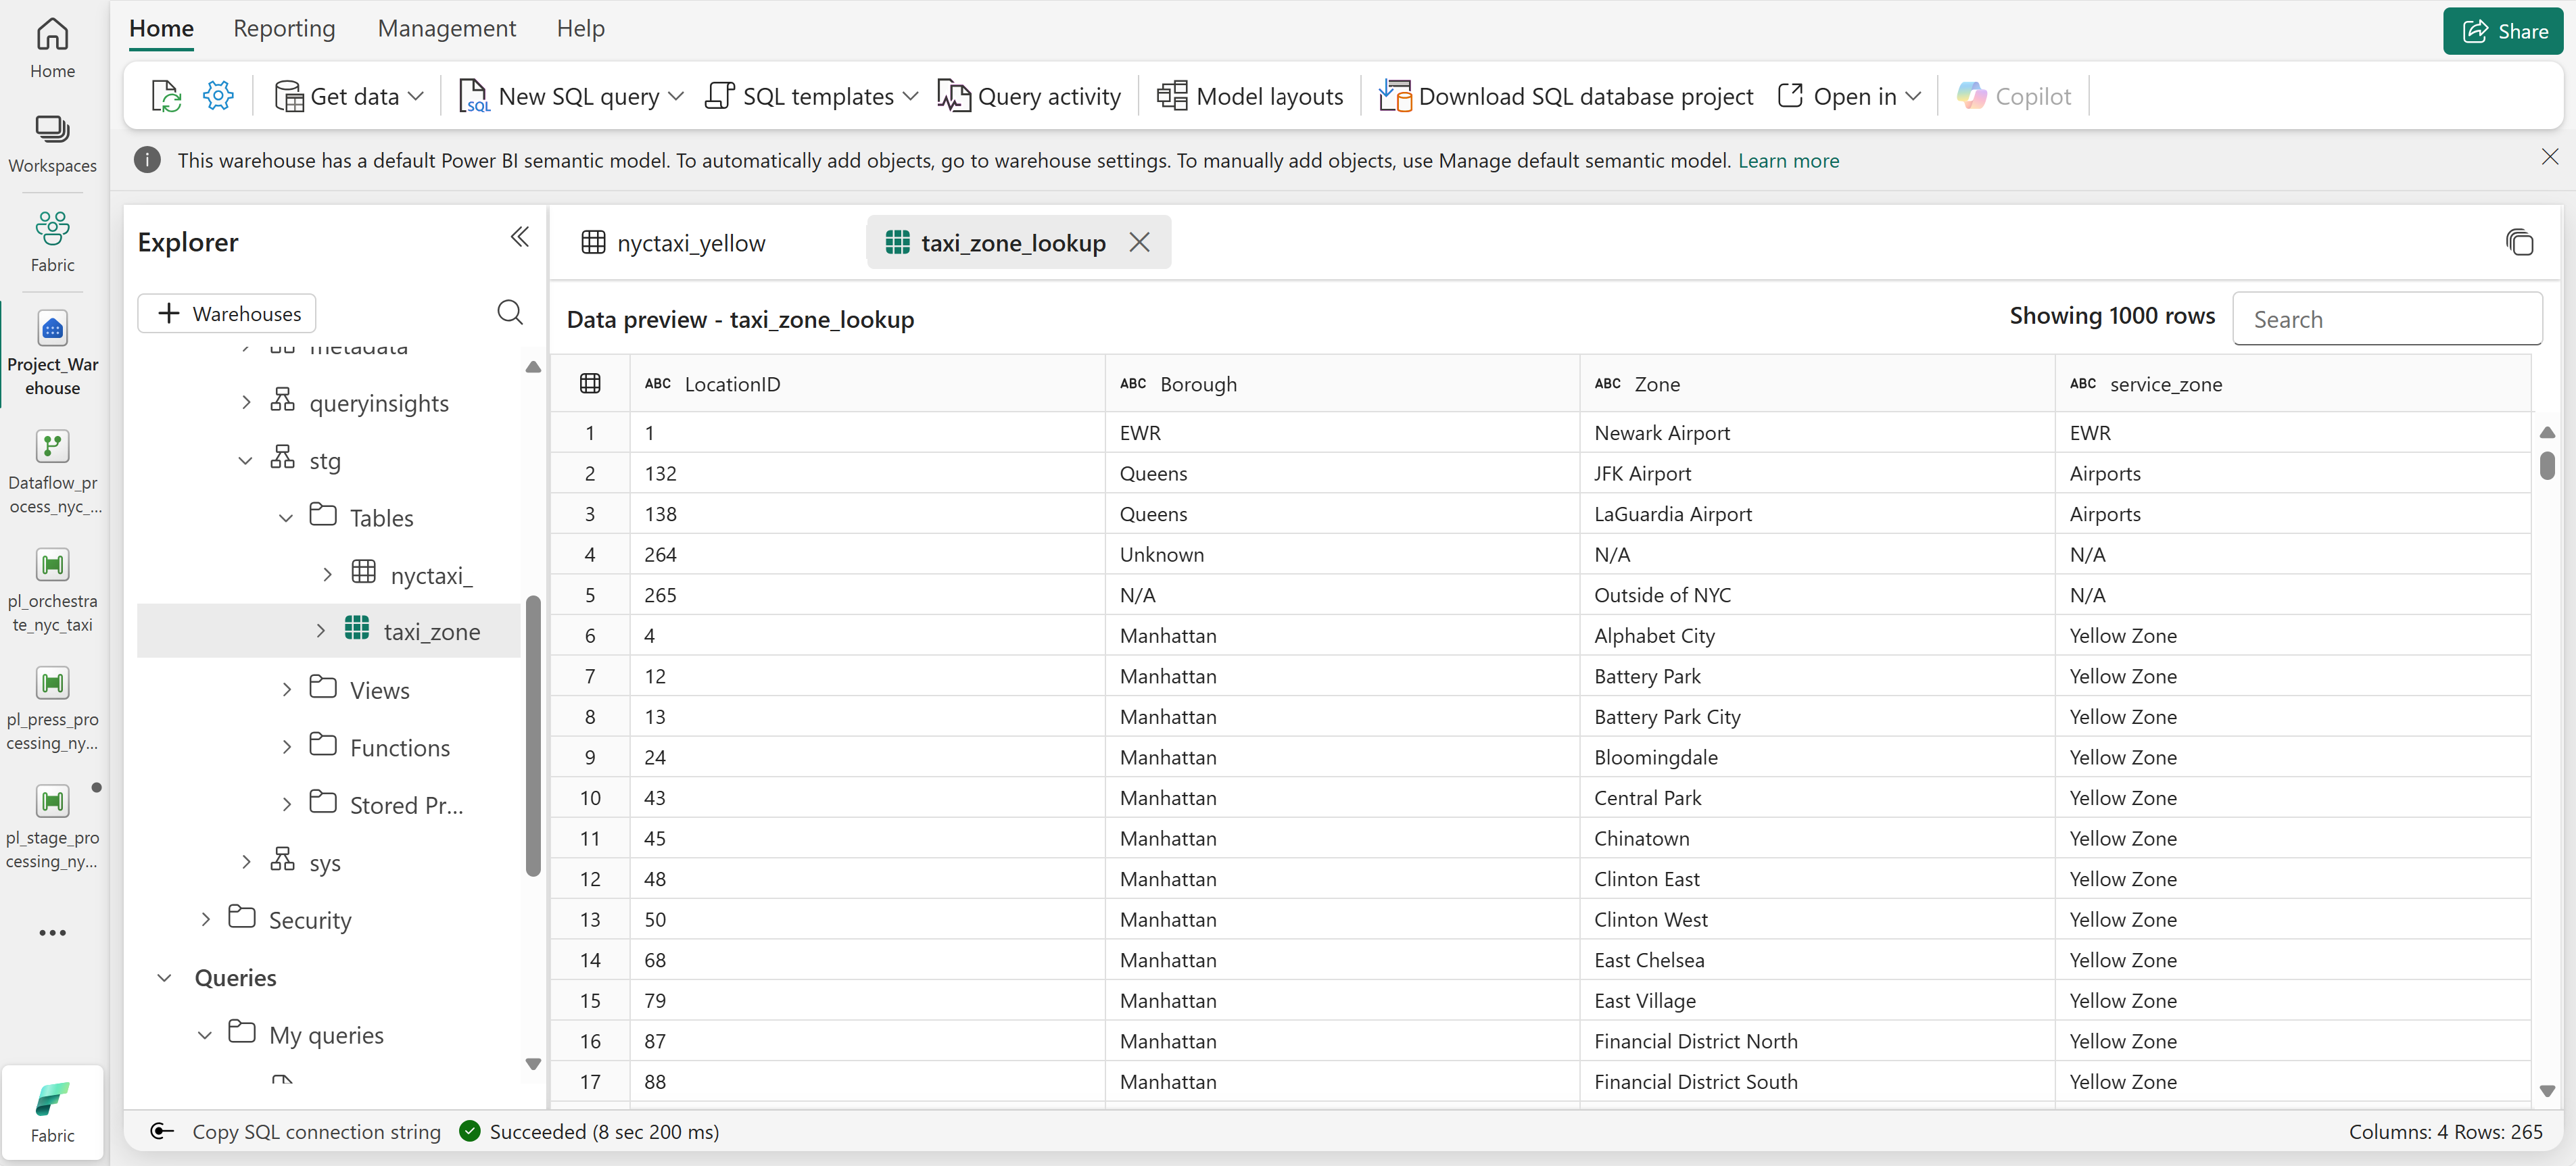 Home
Reporting
Management
Help
Share
Get data
New SQL query
SQL templates
Query activity
Model layouts
Download SQL database project
Open in
Copilot
This warehouse has a default Power BI semantic model. To automatically add objects, go to warehouse settings. To manually add objects, use Manage default semantic model. Learn more
Home
Workspaces
Fabric
Project_War
ehouse
Dataflow_pr
ocess_nyc_...
pl_orchestra
te_nyc_taxi
pl_press_pro
cessing_ny...
pl_stage_pro
cessing_ny...
Fabric
Explorer
Warehouses
metadata
queryinsights
stg
Tables
nyctaxi_
taxi_zone
Views
Functions
Stored Pr...
sys
Security
Queries
My queries
nyctaxi_yellow
taxi_zone_lookup
Data preview - taxi_zone_lookup
Showing 1000 rows
Search
ABC LocationID ABC Borough ABC Zone ABC service_zone
1 1 EWR Newark Airport EWR
2 132 Queens JFK Airport Airports
3 138 Queens LaGuardia Airport Airports
4 264 Unknown N/A N/A
5 265 N/A Outside of NYC N/A
6 4 Manhattan Alphabet City Yellow Zone
7 12 Manhattan Battery Park Yellow Zone
8 13 Manhattan Battery Park City Yellow Zone
9 24 Manhattan Bloomingdale Yellow Zone
10 43 Manhattan Central Park Yellow Zone
11 45 Manhattan Chinatown Yellow Zone
12 48 Manhattan Clinton East Yellow Zone
13 50 Manhattan Clinton West Yellow Zone
14 68 Manhattan East Chelsea Yellow Zone
15 79 Manhattan East Village Yellow Zone
16 87 Manhattan Financial District North Yellow Zone
17 88 Manhattan Financial District South Yellow Zone
Copy SQL connection string
Succeeded (8 sec 200 ms)
Columns: 4 Rows: 265